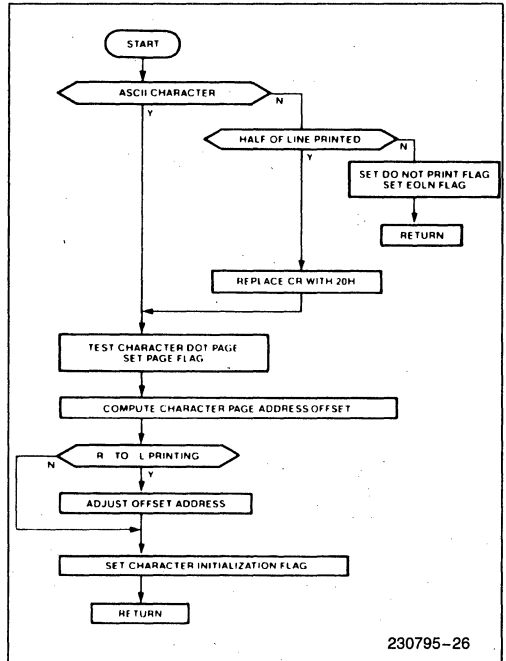 START
ASCII CHARACTER
N
Y
HALF OF LINE PRINTED
N
Y
SET DO NOT PRINT FLAG
SET EOLN FLAG
RETURN
REPLACE CR WITH 20H
TEST CHARACTER DOT PAGE
SET PAGE FLAG
COMPUTE CHARACTER PAGE ADDRESS OFFSET
R TO L PRINTING
N
Y
ADJUST OFFSET ADDRESS
SET CHARACTER INITIALIZATION FLAG
RETURN
230795-26